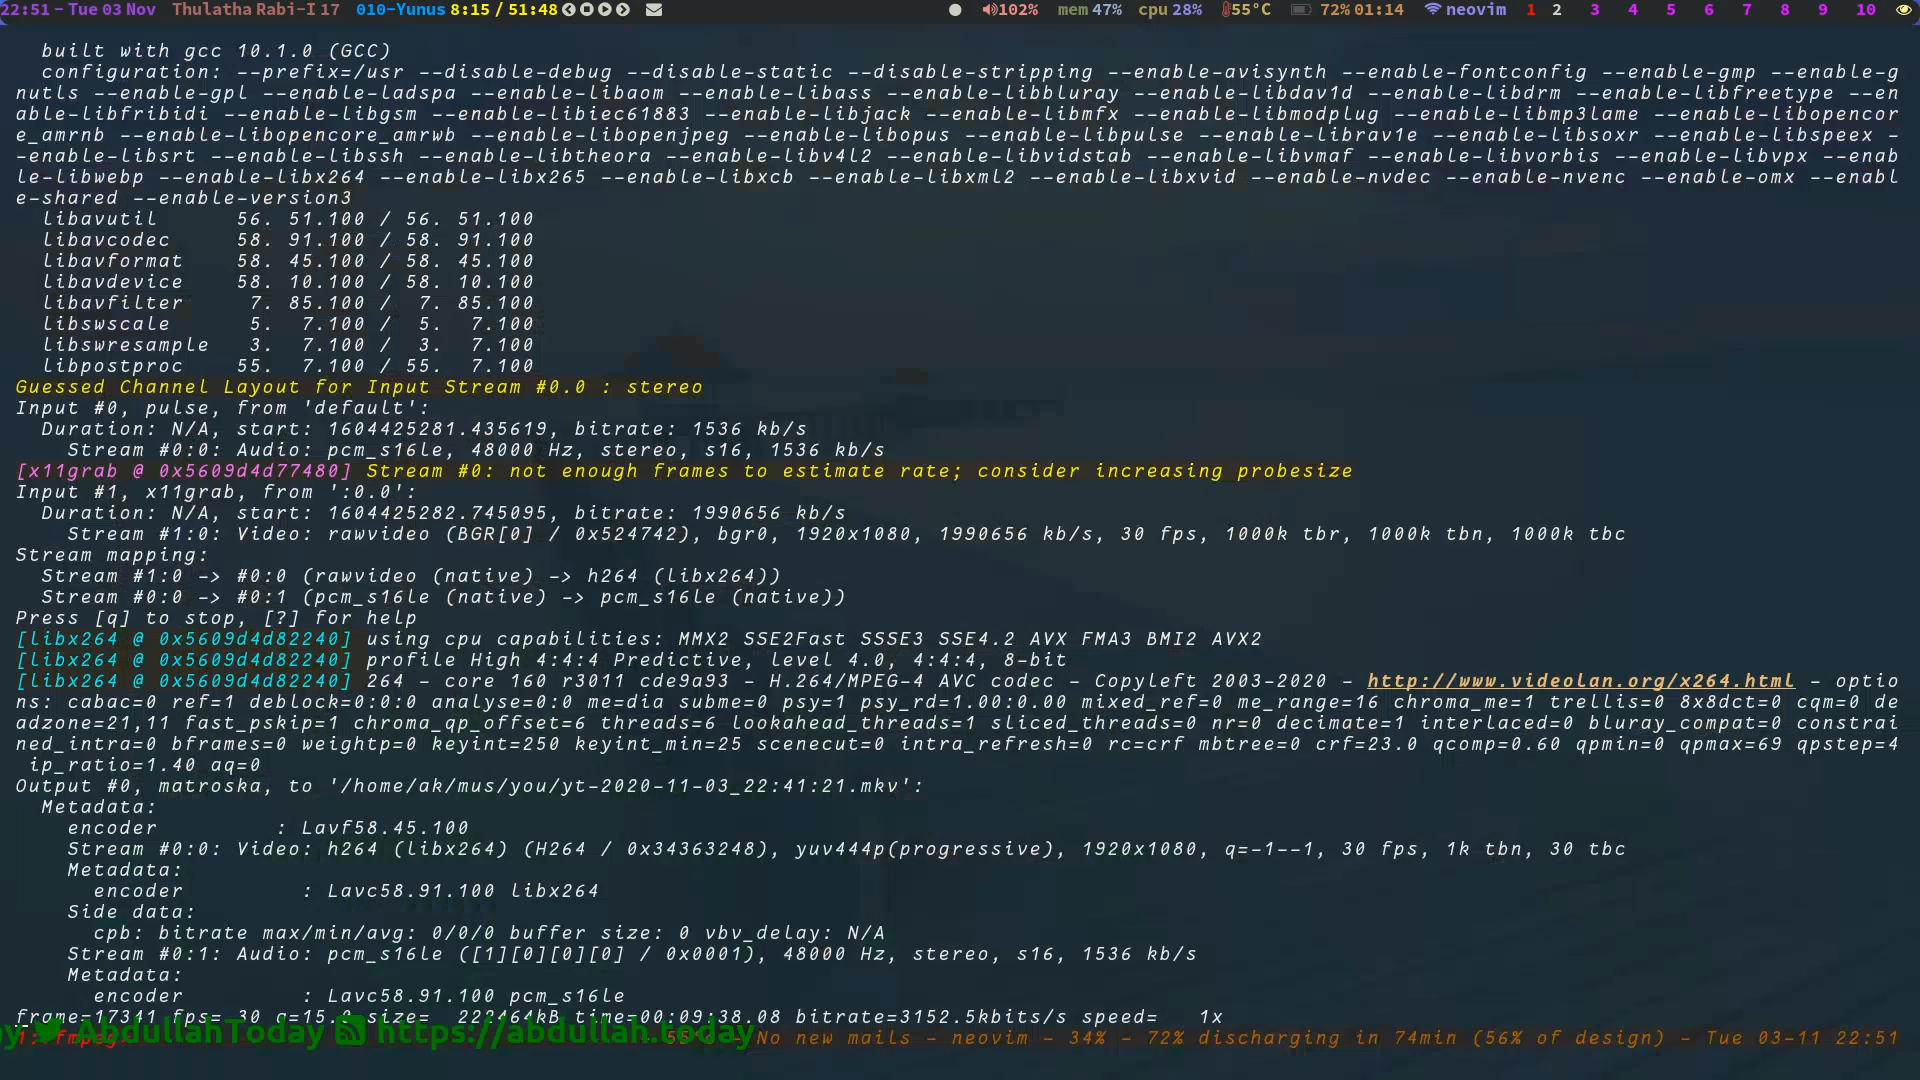 22:51 - Tue 03 Nov Thulatha Rabi-I 17 010-Yunus 8:15 / 51:48 102% mem 47% cpu 28% 55°C 72% 01:14 neovim 1 2 3 4 5 6 7 8 9 10
built with gcc 10.1.0 (GCC)
configuration: --prefix=/usr --disable-debug --disable-static --disable-stripping --enable-avisynth --enable-fontconfig --enable-gmp --enable-g
nutls --enable-gpl --enable-ladspa --enable-libaom --enable-libass --enable-libbluray --enable-libdav1d --enable-libdrm --enable-libfreetype --en
able-libfribidi --enable-libgsm --enable-libiec61883 --enable-libjack --enable-libmfx --enable-libmodplug --enable-libmp3lame --enable-libopencor
e_amrnb --enable-libopencore_amrwb --enable-libopenjpeg --enable-libopus --enable-libpulse --enable-librav1e --enable-libsoxr --enable-libspeex -
-enable-libsrt --enable-libssh --enable-libtheora --enable-libv4l2 --enable-libvidstab --enable-libvmaf --enable-libvorbis --enable-libvpx --enab
le-libwebp --enable-libx264 --enable-libx265 --enable-libxcb --enable-libxml2 --enable-libxvid --enable-nvdec --enable-nvenc --enable-omx --enabl
e-shared --enable-version3
libavutil 56. 51.100 / 56. 51.100
libavcodec 58. 91.100 / 58. 91.100
libavformat 58. 45.100 / 58. 45.100
libavdevice 58. 10.100 / 58. 10.100
libavfilter 7. 85.100 / 7. 85.100
libswscale 5. 7.100 / 5. 7.100
libswresample 3. 7.100 / 3. 7.100
libpostproc 55. 7.100 / 55. 7.100
Guessed Channel Layout for Input Stream #0.0 : stereo
Input #0, pulse, from 'default':
Duration: N/A, start: 1604425281.435619, bitrate: 1536 kb/s
Stream #0:0: Audio: pcm_s16le, 48000 Hz, stereo, s16, 1536 kb/s
[x11grab @ 0x5609d4d77480] Stream #0: not enough frames to estimate rate; consider increasing probesize
Input #1, x11grab, from ':0.0':
Duration: N/A, start: 1604425282.745095, bitrate: 1990656 kb/s
Stream #1:0: Video: rawvideo (BGR[0] / 0x524742), bgr0, 1920x1080, 1990656 kb/s, 30 fps, 1000k tbr, 1000k tbn, 1000k tbc
Stream mapping:
Stream #1:0 -> #0:0 (rawvideo (native) -> h264 (libx264))
Stream #0:0 -> #0:1 (pcm_s16le (native) -> pcm_s16le (native))
Press [q] to stop, [?] for help
[libx264 @ 0x5609d4d82240] using cpu capabilities: MMX2 SSE2Fast SSSE3 SSE4.2 AVX FMA3 BMI2 AVX2
[libx264 @ 0x5609d4d82240] profile High 4:4:4 Predictive, level 4.0, 4:4:4, 8-bit
[libx264 @ 0x5609d4d82240] 264 - core 160 r3011 cde9a93 - H.264/MPEG-4 AVC codec - Copyleft 2003-2020 - http://www.videolan.org/x264.html - optio
ns: cabac=0 ref=1 deblock=0:0:0 analyse=0:0 me=dia subme=0 psy=1 psy_rd=1.00:0.00 mixed_ref=0 me_range=16 chroma_me=1 trellis=0 8x8dct=0 cqm=0 de
adzone=21,11 fast_pskip=1 chroma_qp_offset=6 threads=6 lookahead_threads=1 sliced_threads=0 nr=0 decimate=1 interlaced=0 bluray_compat=0 constrai
ned_intra=0 bframes=0 weightp=0 keyint=250 keyint_min=25 scenecut=0 intra_refresh=0 rc=crf mbtree=0 crf=23.0 qcomp=0.60 qpmin=0 qpmax=69 qpstep=4
ip_ratio=1.40 aq=0
Output #0, matroska, to '/home/ak/mus/you/yt-2020-11-03_22:41:21.mkv':
Metadata:
encoder : Lavf58.45.100
Stream #0:0: Video: h264 (libx264) (H264 / 0x34363248), yuv444p(progressive), 1920x1080, q=-1--1, 30 fps, 1k tbn, 30 tbc
Metadata:
encoder : Lavc58.91.100 libx264
Side data:
cpb: bitrate max/min/avg: 0/0/0 buffer size: 0 vbv_delay: N/A
Stream #0:1: Audio: pcm_s16le ([1][0][0][0] / 0x0001), 48000 Hz, stereo, s16, 1536 kb/s
Metadata:
encoder : Lavc58.91.100 pcm_s16le
frame=17341 fps= 30 q=15.0 size= kB time=00:09:38.08 bitrate=3152.5kbits/s speed= 1x
AbdullahToday https://abdullah.today
1: ffmpeg No new mails - neovim - 34% - 72% discharging in 74min (56% of design) - Tue 03-11 22:51